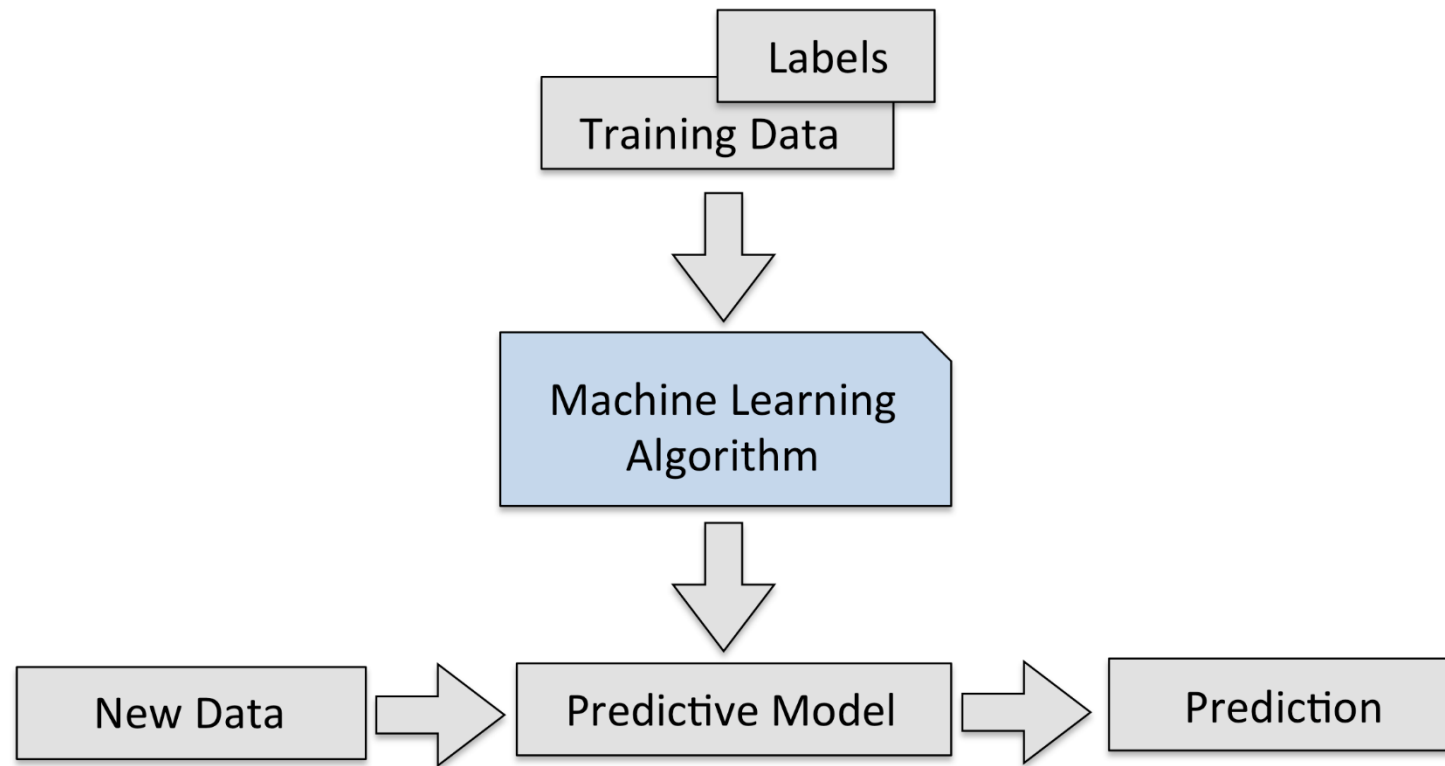 Labels
Training Data
Machine Learning
Algorithm
New Data
Predictive Model
Prediction